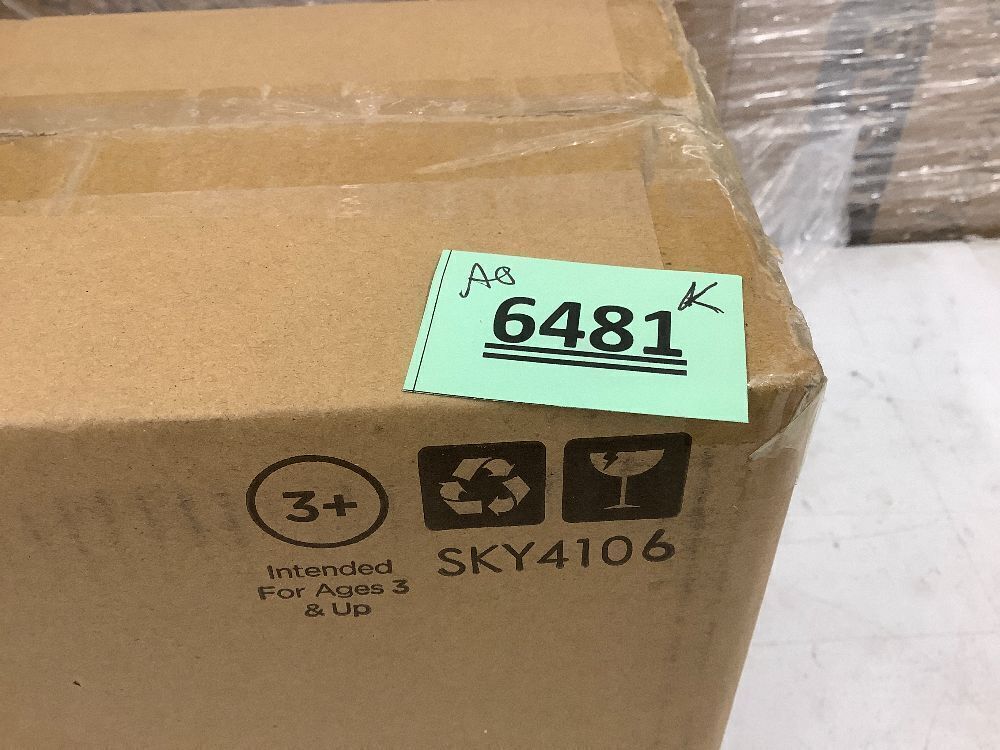 A8
6481
K
3+
Intended
For Ages 3
& Up
SKY4106